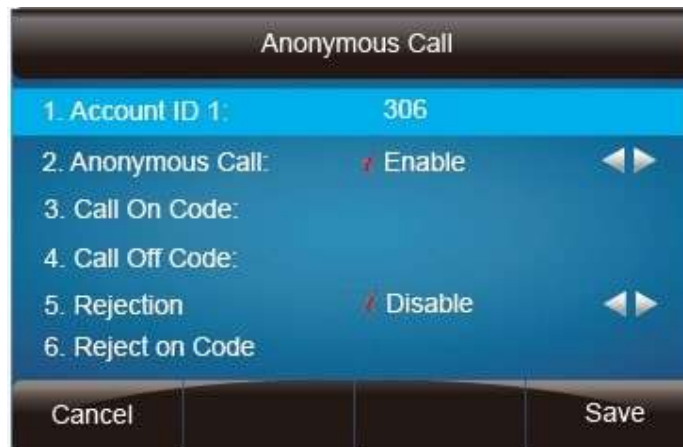 Anonymous Call
1. Account ID 1: 306
2. Anonymous Call: Enable
3. Call On Code:
4. Call Off Code:
5. Rejection Disable
6. Reject on Code
Cancel Save